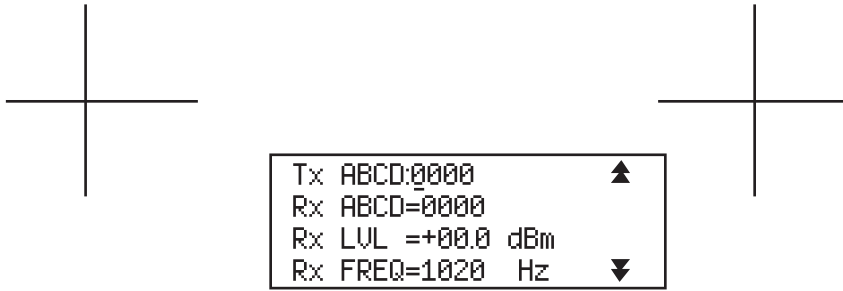 Tx ABCD:0000
Rx ABCD=0000
Rx LVL =+00.0 dBm
Rx FREQ=1020 Hz